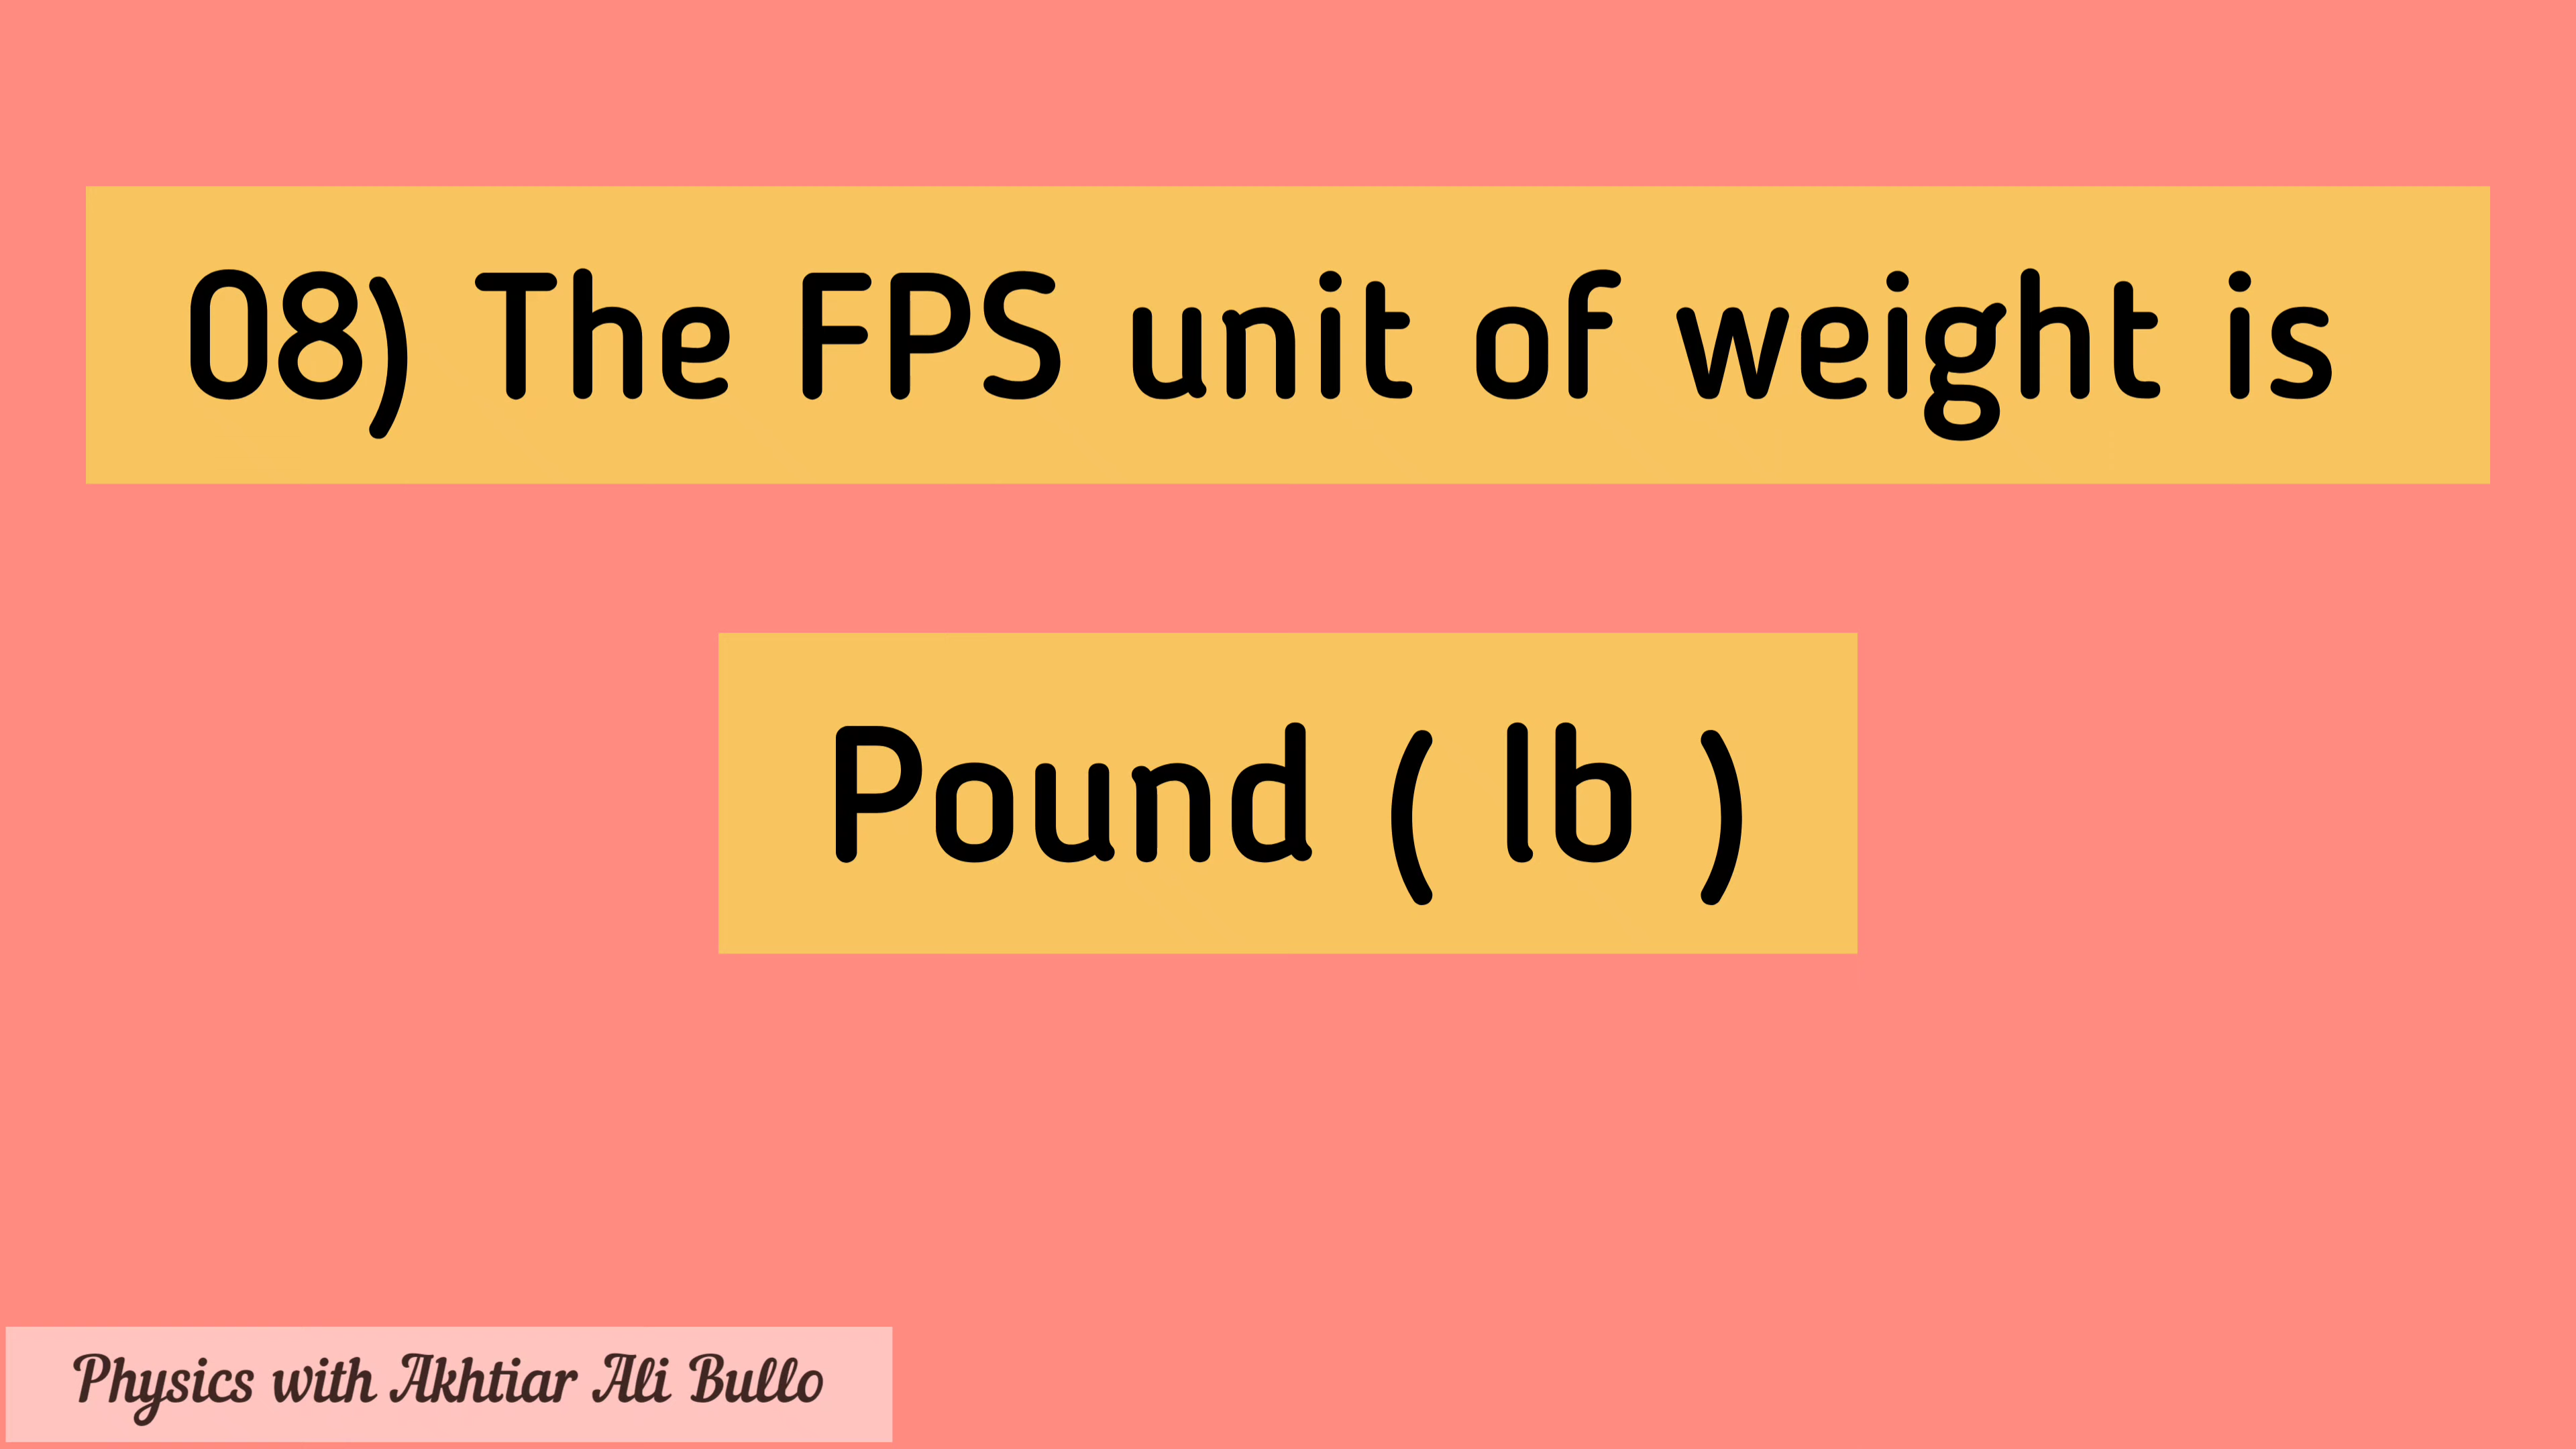 08) The FPS unit of weight is
Pound ( lb )
Physics with Akhtiar Ali Bullo